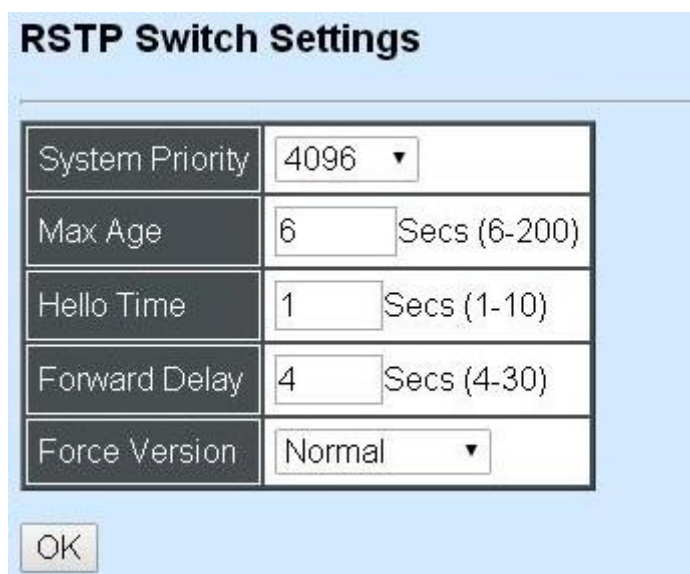 RSTP Switch Settings
System Priority 4096
Max Age 6 Secs (6-200)
Hello Time 1 Secs (1-10)
Forward Delay 4 Secs (4-30)
Force Version Normal
OK